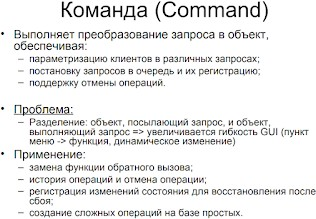 Команда (Command)
• Выполняет преобразование запроса в объект,
обеспечивая:
– параметризацию клиентов в различных запросах;
– постановку запросов в очередь и их регистрацию;
– поддержку отмены операций.
• Проблема:
– Разделение: объект, посылающий запрос, и объект,
выполняющий запрос => увеличивается гибкость GUI (пункт
меню -> функция, динамическое изменение)
• Применение:
– замена функции обратного вызова;
– история операций и отмена операции;
– регистрация изменений состояния для восстановления после
сбоя;
– создание сложных операций на базе простых.